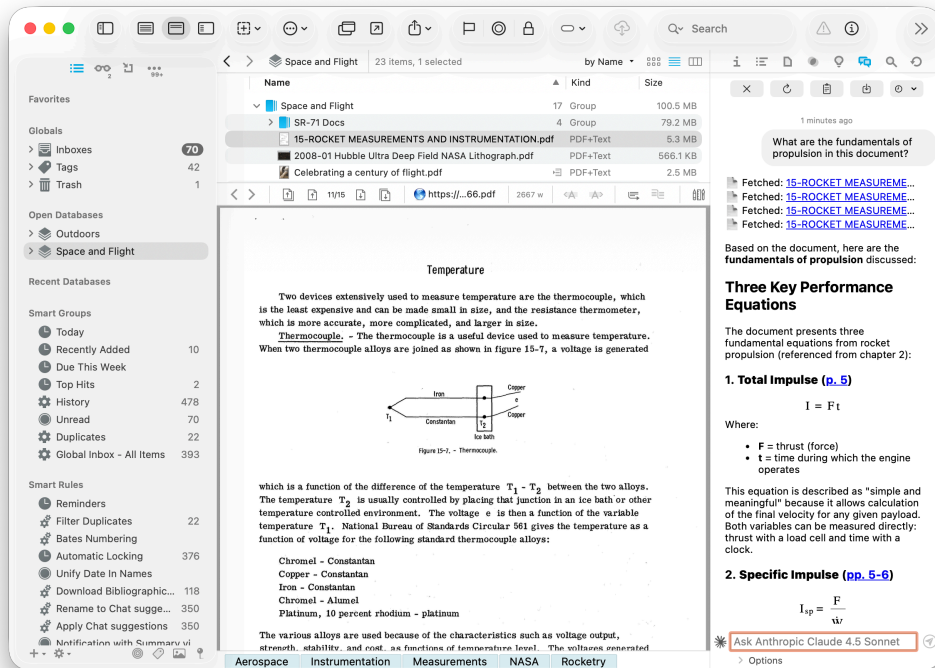 Search
Favorites
Globals
Inboxes 70
Tags 42
Trash 1
Open Databases
Outdoors
Space and Flight
Recent Databases
Smart Groups
Today
Recently Added 10
Due This Week
Top Hits 2
History 478
Unread 70
Duplicates 22
Global Inbox - All Items 393
Smart Rules
Reminders
Filter Duplicates 22
Bates Numbering
Automatic Locking 376
Unify Date In Names
Download Bibliographic... 118
Rename to Chat sugge... 350
Apply Chat suggestions 350
Notification with Summary vi
2
99+
Space and Flight
23 items, 1 selected
by Name
Name Kind Size
Space and Flight 17 Group 100.5 MB
SR-71 Docs 4 Group 79.2 MB
15-ROCKET MEASUREMENTS AND INSTRUMENTATION.pdf PDF+Text 5.3 MB
2008-01 Hubble Ultra Deep Field NASA Lithograph.pdf PDF+Text 566.1 KB
Celebrating a century of flight.pdf PDF+Text 2.5 MB
11/15 https://...66.pdf 2667 w
Temperature
Two devices extensively used to measure temperature are the thermocouple, which
is the least expensive and can be made small in size, and the resistance thermometer,
which is more accurate, more complicated, and larger in size.
Thermocouple. - The thermocouple is a useful device used to measure temperature.
When two thermocouple alloys are joined as shown in figure 15-7, a voltage is generated
Copper
Iron
e
T1
Constantan
T2
Copper
Ice bath
Figure 15-7. - Thermocouple.
which is a function of the difference of the temperature T1 - T2 between the two alloys.
The temperature T2 is usually controlled by placing that junction in an ice bath or other
temperature controlled environment. The voltage e is then a function of the variable
temperature T1. National Bureau of Standards Circular 561 gives the temperature as a
function of voltage for the following standard thermocouple alloys:
Chromel - Constantan
Copper - Constantan
Iron - Constantan
Chromel - Alumel
Platinum, 10 percent rhodium - platinum
The various alloys are used because of the characteristics such as voltage output,
strength, stability, and cost, as functions of temperature level. The voltages generated
Aerospace Instrumentation Measurements NASA Rocketry
1 minutes ago
What are the fundamentals of
propulsion in this document?
Fetched: 15-ROCKET MEASUREME...
Fetched: 15-ROCKET MEASUREME...
Fetched: 15-ROCKET MEASUREME...
Fetched: 15-ROCKET MEASUREME...
Based on the document, here are the
fundamentals of propulsion discussed:
Three Key Performance
Equations
The document presents three
fundamental equations from rocket
propulsion (referenced from chapter 2):
1. Total Impulse (p. 5)
I = Ft
Where:
• F = thrust (force)
• t = time during which the engine
operates
This equation is described as "simple and
meaningful" because it allows calculation
of the final velocity for any given payload.
Both variables can be measured directly:
thrust with a load cell and time with a
clock.
2. Specific Impulse (pp. 5-6)
Isp = F
ẇ
Ask Anthropic Claude 4.5 Sonnet
Options